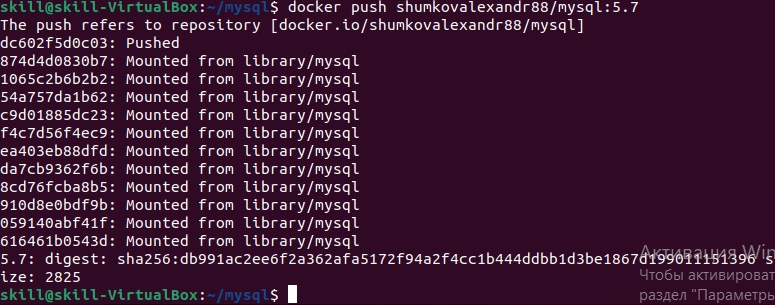 skill@skill-VirtualBox:~/mysql$ docker push shumkovalexandr88/mysql:5.7
The push refers to repository [docker.io/shumkovalexandr88/mysql]
dc602f5d0c03: Pushed
874d4d0830b7: Mounted from library/mysql
1065c2b6b2b2: Mounted from library/mysql
54a757da1b62: Mounted from library/mysql
c9d01885dc23: Mounted from library/mysql
f4c7d56f4ec9: Mounted from library/mysql
ea403eb88dfd: Mounted from library/mysql
da7cb9362f6b: Mounted from library/mysql
8cd76fcba8b5: Mounted from library/mysql
910d8e0bdf9b: Mounted from library/mysql
059140abf41f: Mounted from library/mysql
616461b0543d: Mounted from library/mysql
5.7: digest: sha256:db991ac2ee6f2a362afa5172f94a2f4cc1b444ddbb1d3be1867d199011151396 s
ize: 2825
skill@skill-VirtualBox:~/mysql$
Активация Win
Чтобы активироват
раздел "Параметры